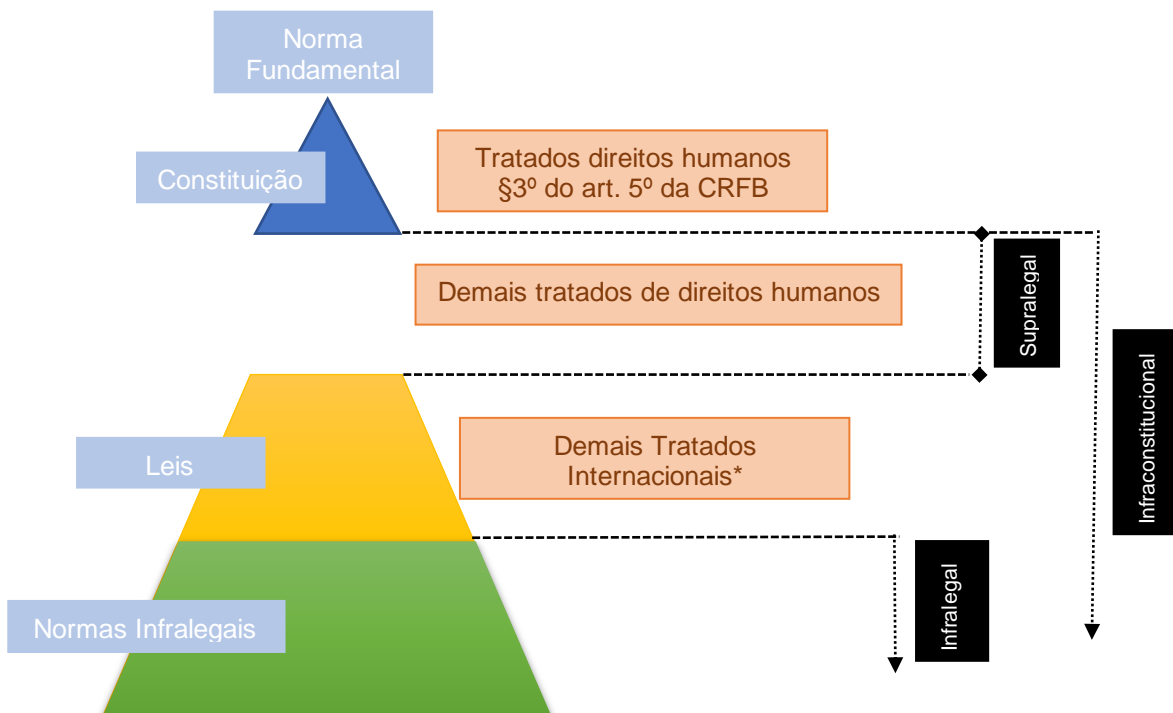 Norma
Fundamental
Constituição
Tratados direitos humanos
§3º do art. 5º da CRFB
Demais tratados de direitos humanos
Supralegal
Infraconstitucional
Leis
Demais Tratados
Internacionais*
Normas Infralegais
Infralegal